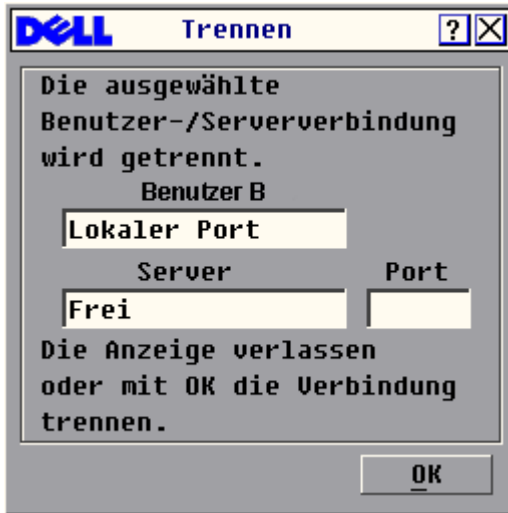 DELL Trennen ? X
Die ausgewählte
Benutzer-/Serververbindung
wird getrennt.
Benutzer B
Lokaler Port
Server Port
Frei
Die Anzeige verlassen
oder mit OK die Verbindung
trennen.
OK